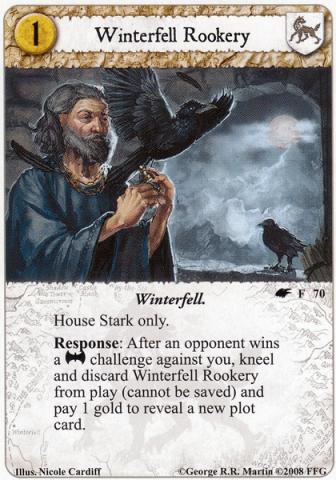 1
Winterfell Rookery
Winterfell.
F 70
House Stark only.
Response: After an opponent wins
a challenge against you, kneel
and discard Winterfell Rookery
from play (cannot be saved) and
pay 1 gold to reveal a new plot
card.
Winterfell
Illus. Nicole Cardiff
©George R.R. Martin ©2008 FFG